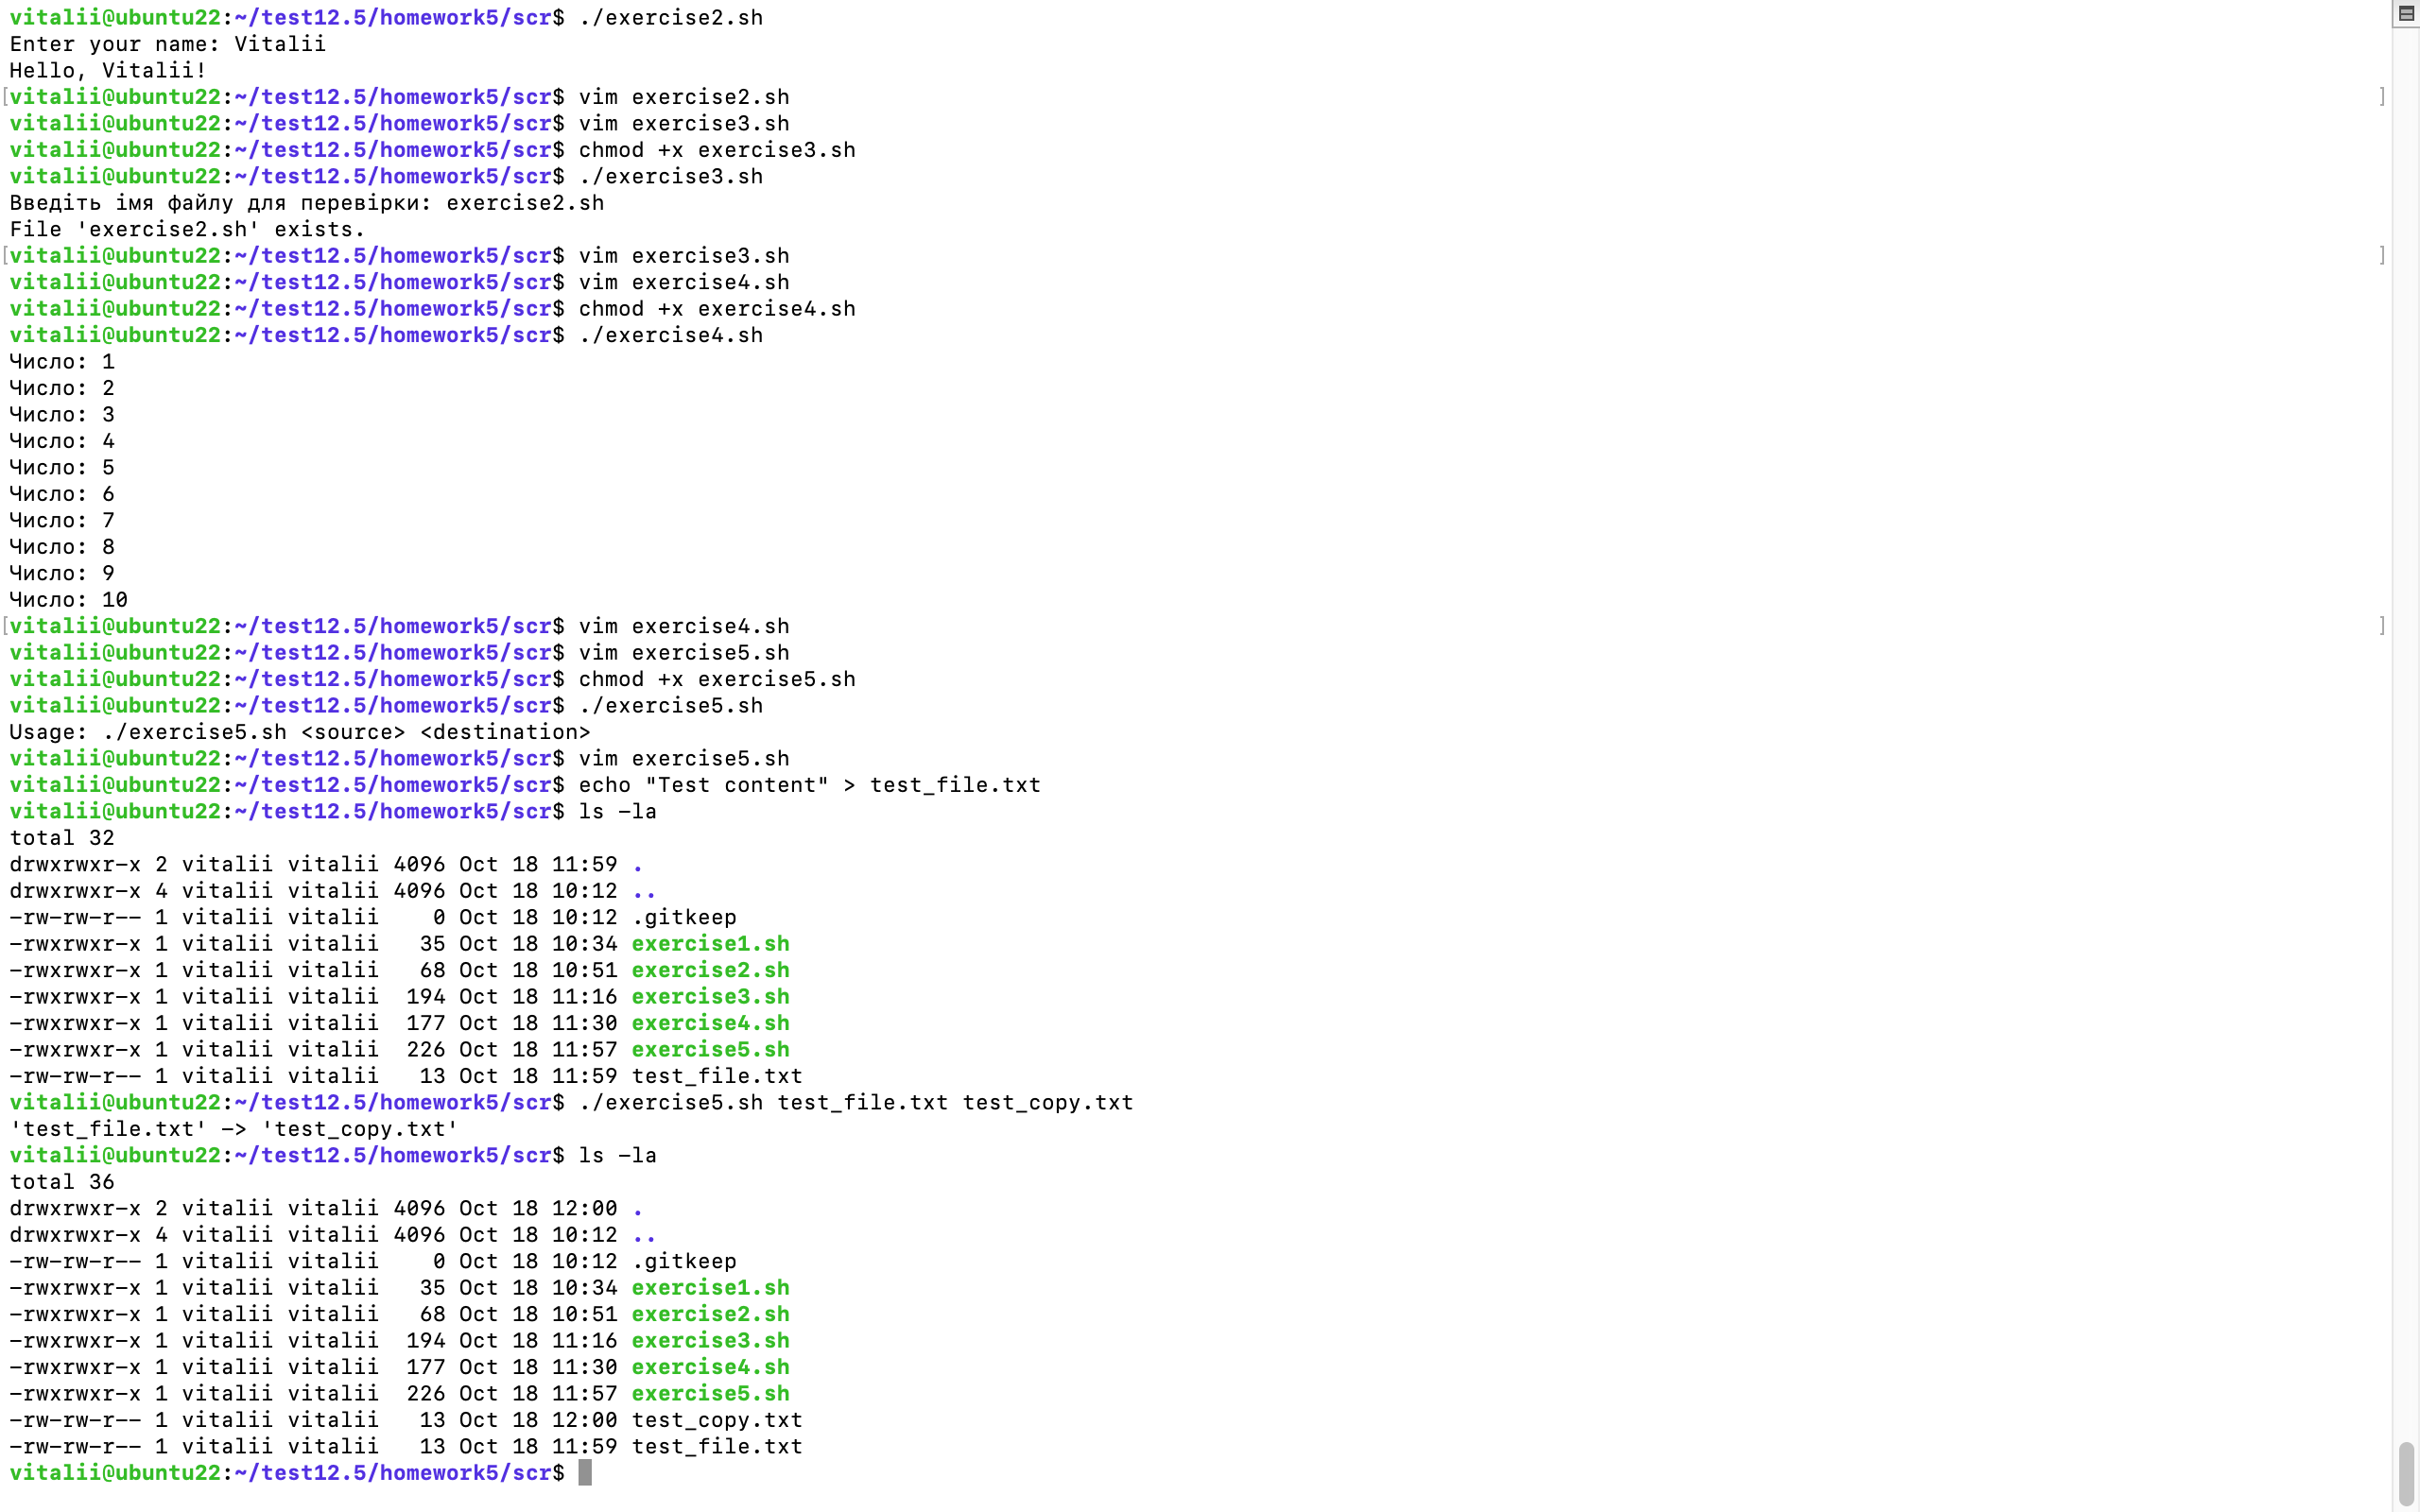 vitalii@ubuntu22:~/test12.5/homework5/scr$ ./exercise2.sh
Enter your name: Vitalii
Hello, Vitalii!
[vitalii@ubuntu22:~/test12.5/homework5/scr$ vim exercise2.sh ]
vitalii@ubuntu22:~/test12.5/homework5/scr$ vim exercise3.sh
vitalii@ubuntu22:~/test12.5/homework5/scr$ chmod +x exercise3.sh
vitalii@ubuntu22:~/test12.5/homework5/scr$ ./exercise3.sh
Введіть імя файлу для перевірки: exercise2.sh
File 'exercise2.sh' exists.
[vitalii@ubuntu22:~/test12.5/homework5/scr$ vim exercise3.sh ]
vitalii@ubuntu22:~/test12.5/homework5/scr$ vim exercise4.sh
vitalii@ubuntu22:~/test12.5/homework5/scr$ chmod +x exercise4.sh
vitalii@ubuntu22:~/test12.5/homework5/scr$ ./exercise4.sh
Число: 1
Число: 2
Число: 3
Число: 4
Число: 5
Число: 6
Число: 7
Число: 8
Число: 9
Число: 10
[vitalii@ubuntu22:~/test12.5/homework5/scr$ vim exercise4.sh ]
vitalii@ubuntu22:~/test12.5/homework5/scr$ vim exercise5.sh
vitalii@ubuntu22:~/test12.5/homework5/scr$ chmod +x exercise5.sh
vitalii@ubuntu22:~/test12.5/homework5/scr$ ./exercise5.sh
Usage: ./exercise5.sh <source> <destination>
vitalii@ubuntu22:~/test12.5/homework5/scr$ vim exercise5.sh
vitalii@ubuntu22:~/test12.5/homework5/scr$ echo "Test content" > test_file.txt
vitalii@ubuntu22:~/test12.5/homework5/scr$ ls -la
total 32
drwxrwxr-x 2 vitalii vitalii 4096 Oct 18 11:59 .
drwxrwxr-x 4 vitalii vitalii 4096 Oct 18 10:12 ..
-rw-rw-r-- 1 vitalii vitalii    0 Oct 18 10:12 .gitkeep
-rwxrwxr-x 1 vitalii vitalii   35 Oct 18 10:34 exercise1.sh
-rwxrwxr-x 1 vitalii vitalii   68 Oct 18 10:51 exercise2.sh
-rwxrwxr-x 1 vitalii vitalii  194 Oct 18 11:16 exercise3.sh
-rwxrwxr-x 1 vitalii vitalii  177 Oct 18 11:30 exercise4.sh
-rwxrwxr-x 1 vitalii vitalii  226 Oct 18 11:57 exercise5.sh
-rw-rw-r-- 1 vitalii vitalii   13 Oct 18 11:59 test_file.txt
vitalii@ubuntu22:~/test12.5/homework5/scr$ ./exercise5.sh test_file.txt test_copy.txt
'test_file.txt' -> 'test_copy.txt'
vitalii@ubuntu22:~/test12.5/homework5/scr$ ls -la
total 36
drwxrwxr-x 2 vitalii vitalii 4096 Oct 18 12:00 .
drwxrwxr-x 4 vitalii vitalii 4096 Oct 18 10:12 ..
-rw-rw-r-- 1 vitalii vitalii    0 Oct 18 10:12 .gitkeep
-rwxrwxr-x 1 vitalii vitalii   35 Oct 18 10:34 exercise1.sh
-rwxrwxr-x 1 vitalii vitalii   68 Oct 18 10:51 exercise2.sh
-rwxrwxr-x 1 vitalii vitalii  194 Oct 18 11:16 exercise3.sh
-rwxrwxr-x 1 vitalii vitalii  177 Oct 18 11:30 exercise4.sh
-rwxrwxr-x 1 vitalii vitalii  226 Oct 18 11:57 exercise5.sh
-rw-rw-r-- 1 vitalii vitalii   13 Oct 18 12:00 test_copy.txt
-rw-rw-r-- 1 vitalii vitalii   13 Oct 18 11:59 test_file.txt
vitalii@ubuntu22:~/test12.5/homework5/scr$